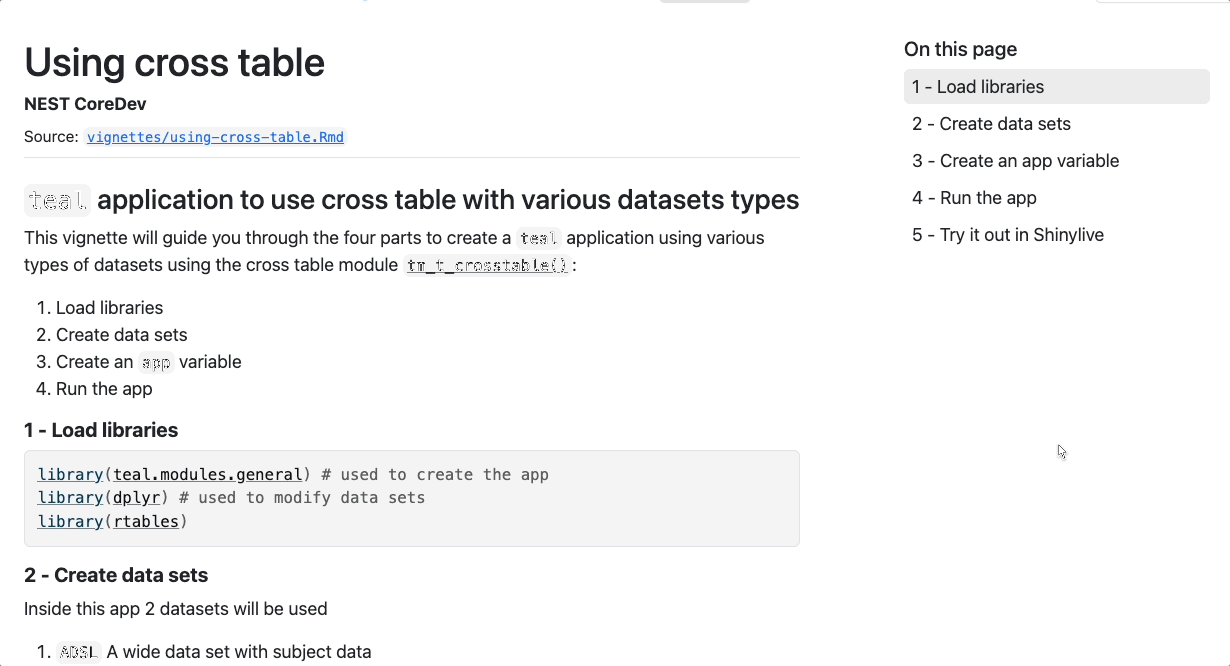 Using cross table
NEST CoreDev
Source: vignettes/using-cross-table.Rmd
teal application to use cross table with various datasets types
This vignette will guide you through the four parts to create a teal application using various
types of datasets using the cross table module tm_t_crosstable():
1. Load libraries
2. Create data sets
3. Create an app variable
4. Run the app
1 - Load libraries
library(teal.modules.general) # used to create the app
library(dplyr) # used to modify data sets
library(rtables)
2 - Create data sets
Inside this app 2 datasets will be used
1. ADSL A wide data set with subject data
On this page
1 - Load libraries
2 - Create data sets
3 - Create an app variable
4 - Run the app
5 - Try it out in Shinylive